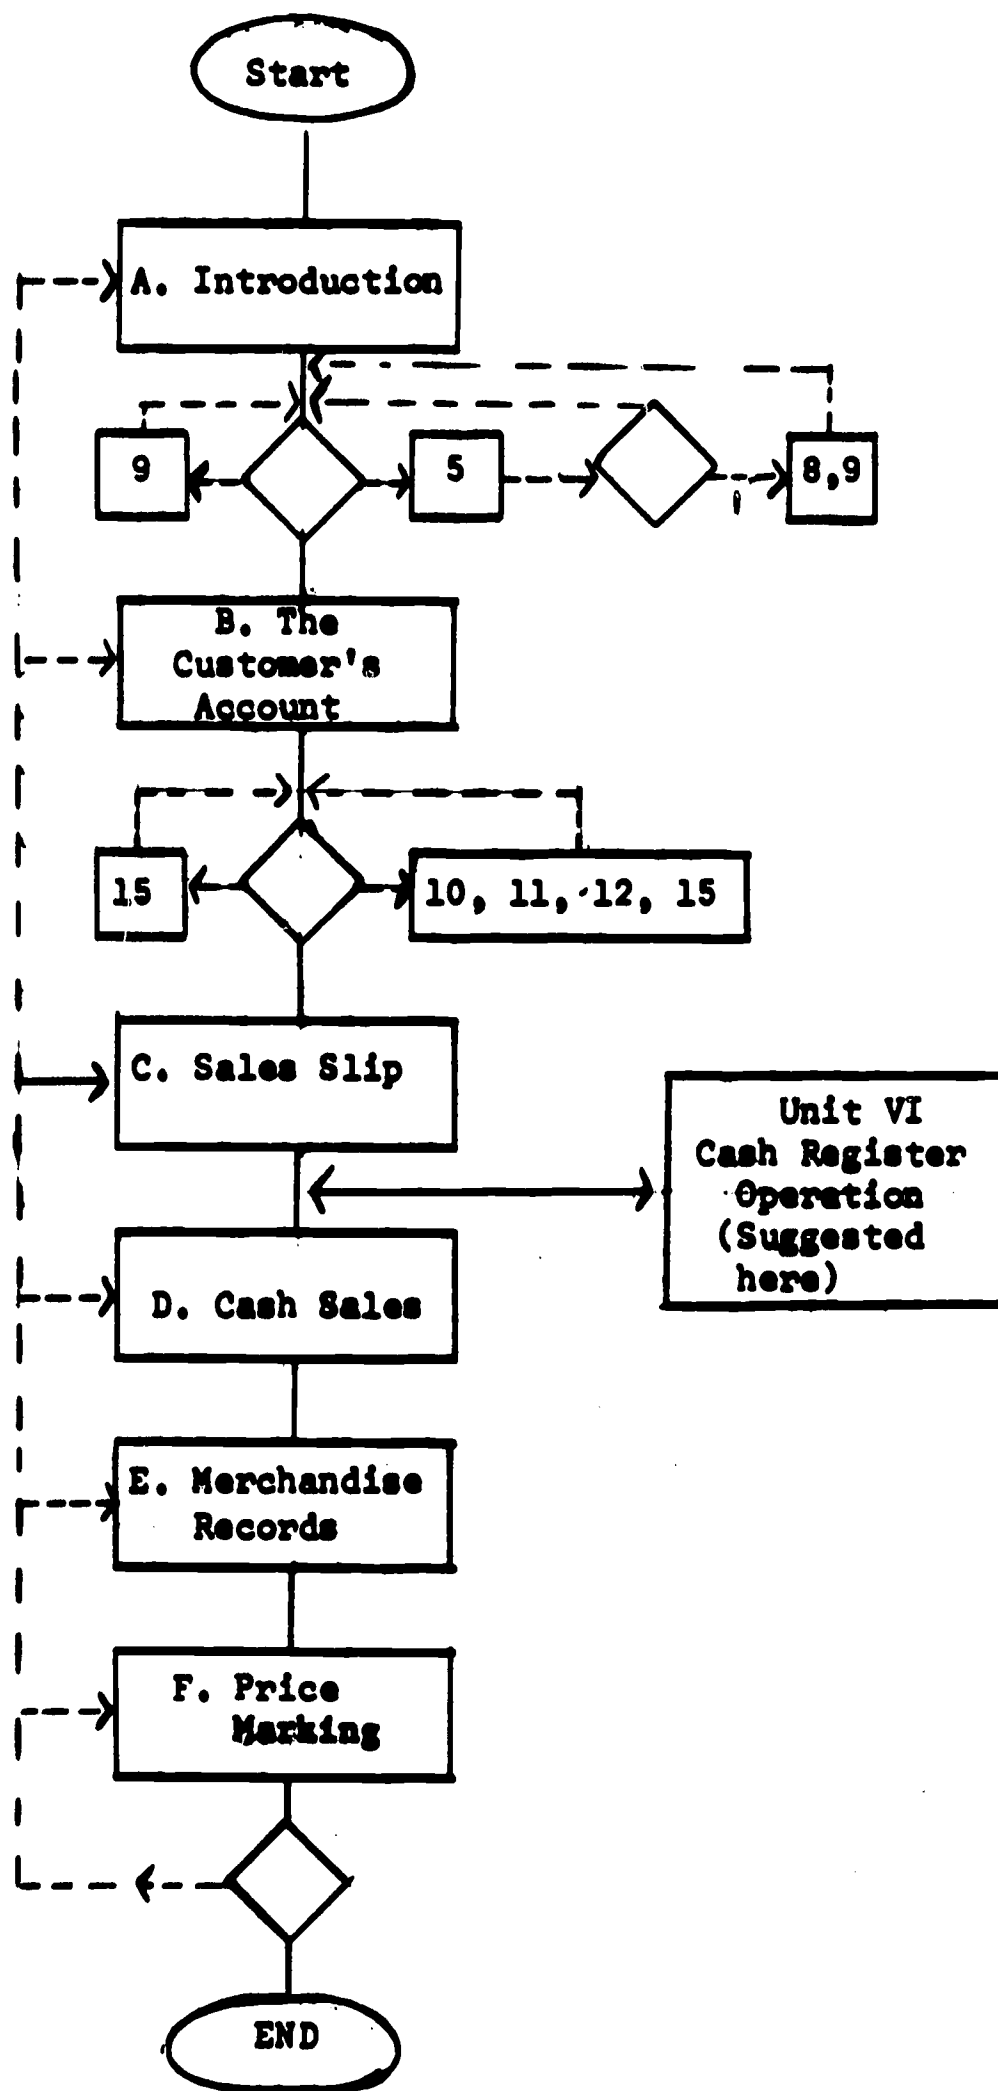 Start
A. Introduction
9
5
8,9
B. The
Customer's
Account
15
10, 11, 12, 15
C. Sales Slip
Unit VI
Cash Register
Operation
(Suggested
here)
D. Cash Sales
E. Merchandise
Records
F. Price
Marking
END